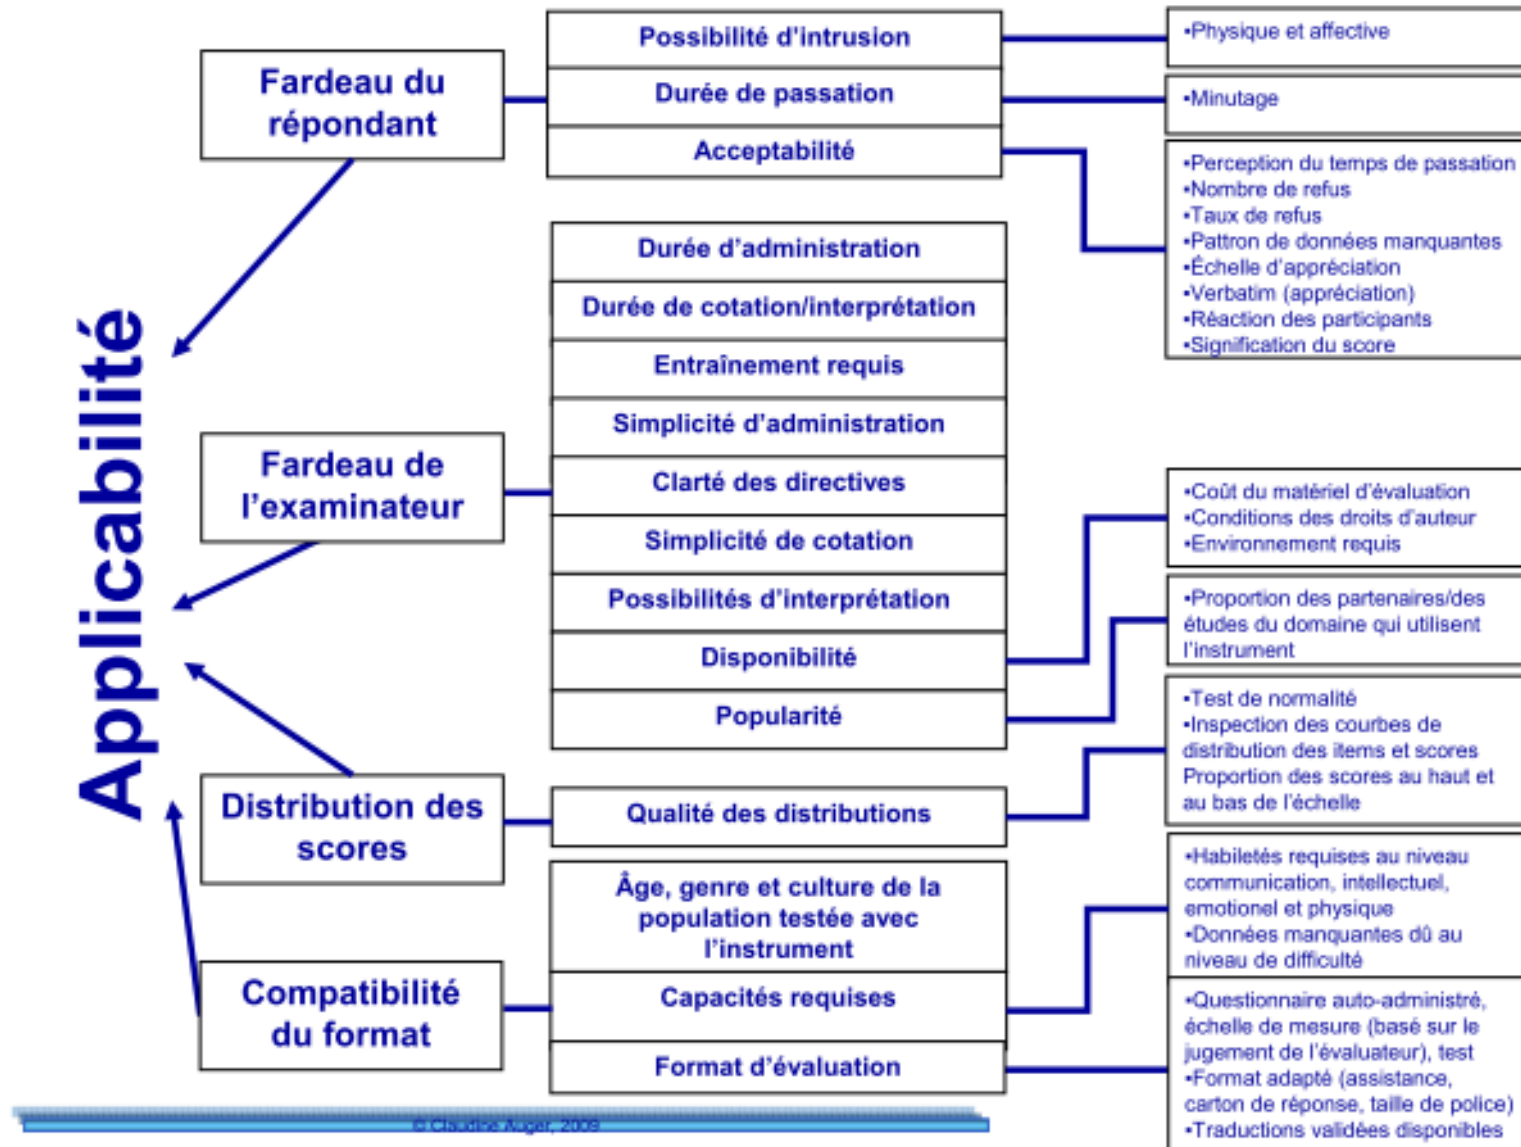 Applicabilité
Fardeau du
répondant
Possibilité d'intrusion
•Physique et affective
Durée de passation
•Minutage
Acceptabilité
•Perception du temps de passation
•Nombre de refus
•Taux de refus
•Pattron de données manquantes
•Échelle d'appréciation
•Verbatim (appréciation)
•Réaction des participants
•Signification du score
Fardeau de
l'examinateur
Durée d'administration
Durée de cotation/interprétation
Entraînement requis
Simplicité d'administration
Clarté des directives
Simplicité de cotation
Possibilités d'interprétation
Disponibilité
•Coût du matériel d'évaluation
•Conditions des droits d'auteur
•Environnement requis
Popularité
•Proportion des partenaires/des
études du domaine qui utilisent
l'instrument
Distribution des
scores
Qualité des distributions
•Test de normalité
•Inspection des courbes de
distribution des items et scores
Proportion des scores au haut et
au bas de l'échelle
Compatibilité
du format
Âge, genre et culture de la
population testée avec
l'instrument
Capacités requises
•Habiletés requises au niveau
communication, intellectuel,
emotionel et physique
•Données manquantes dû au
niveau de difficulté
Format d'évaluation
•Questionnaire auto-administré,
échelle de mesure (basé sur le
jugement de l'évaluateur), test
•Format adapté (assistance,
carton de réponse, taille de police)
•Traductions validées disponibles
© Claudine Auger, 2009